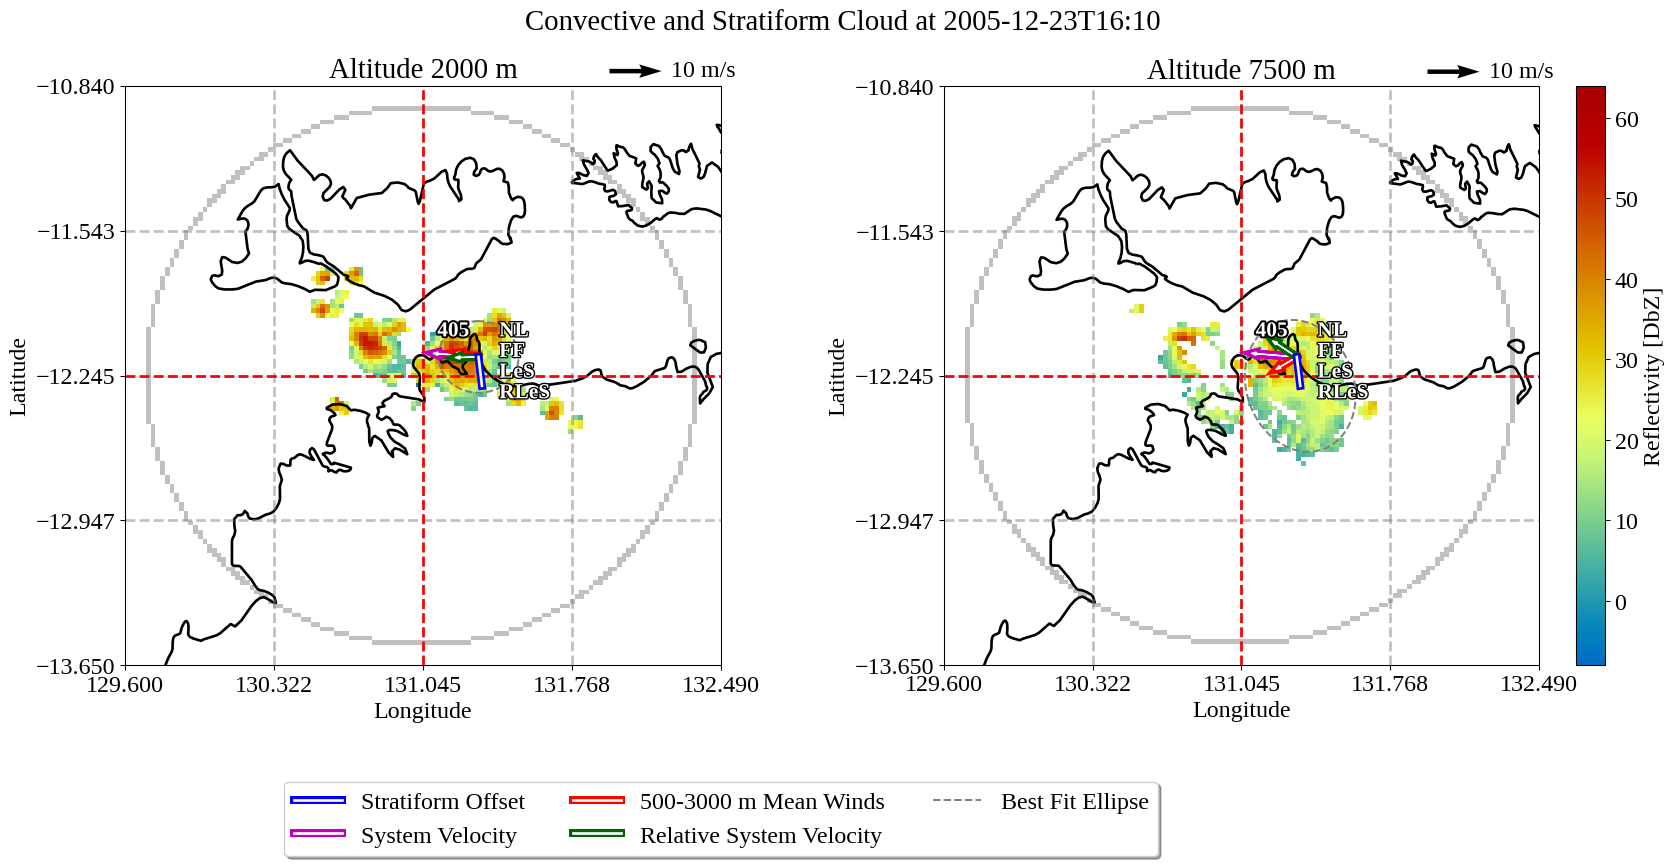 Convective and Stratiform Cloud at 2005-12-23T16:10
Altitude 2000 m
10 m/s
−10.840
−11.543
−12.245
−12.947
−13.650
Latitude
129.600
130.322
131.045
131.768
132.490
Longitude
405
NL
FF
LeS
RLeS
Altitude 7500 m
10 m/s
−10.840
−11.543
−12.245
−12.947
−13.650
Latitude
129.600
130.322
131.045
131.768
132.490
Longitude
405
NL
FF
LeS
RLeS
60
50
40
30
20
10
0
Reflectivity [DbZ]
Stratiform Offset
500-3000 m Mean Winds
Best Fit Ellipse
System Velocity
Relative System Velocity